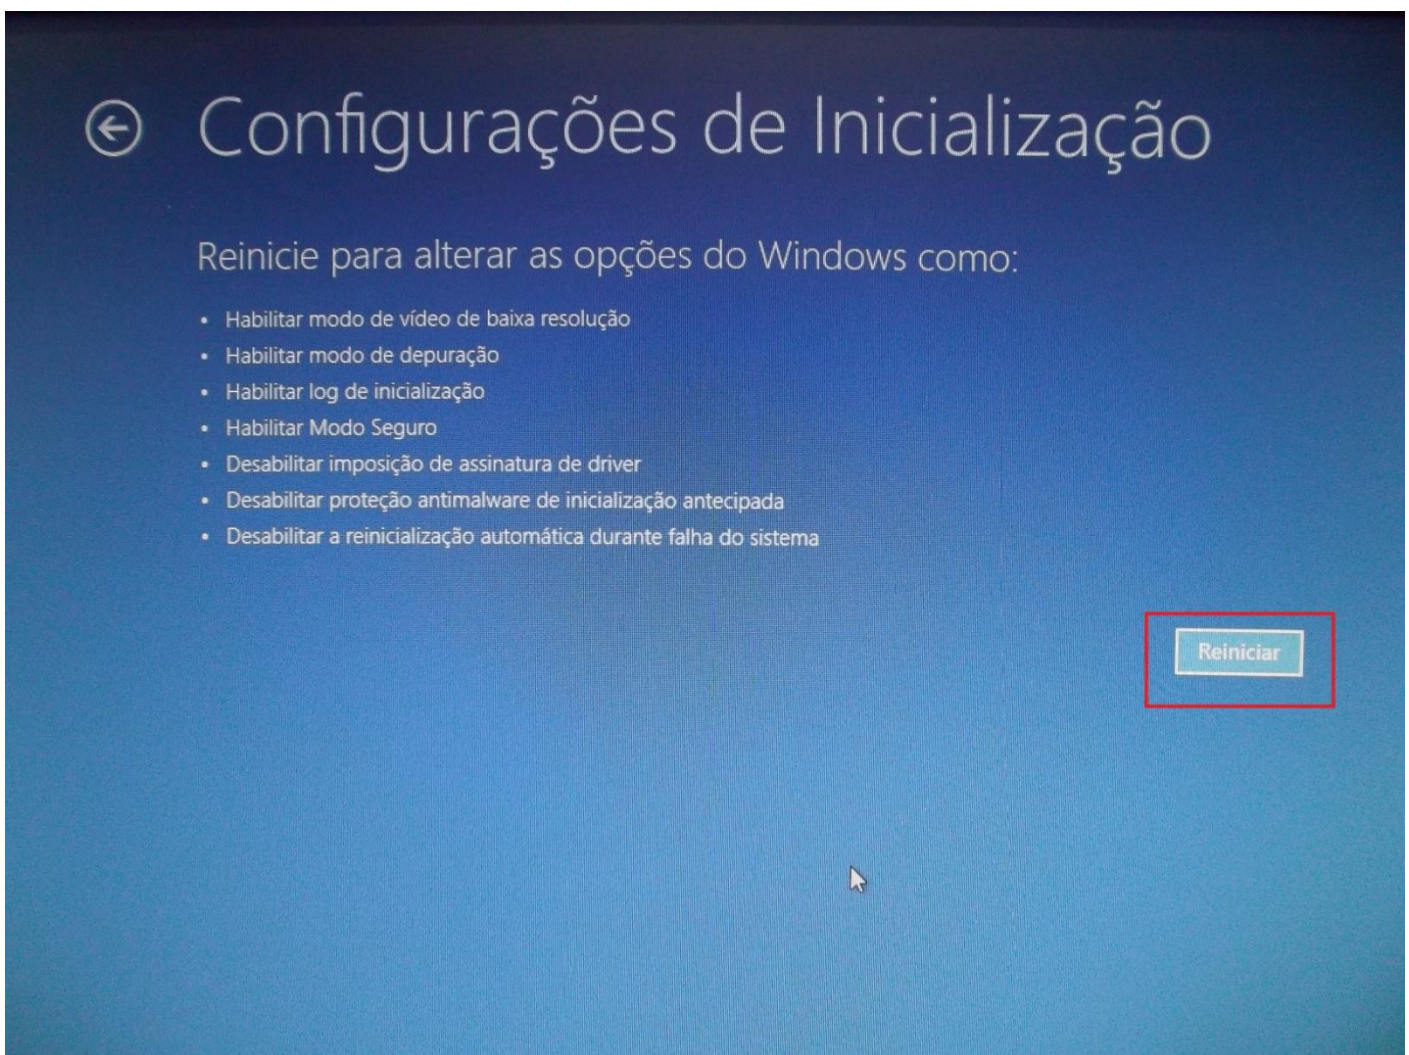 Configurações de Inicialização
Reinicie para alterar as opções do Windows como:
• Habilitar modo de vídeo de baixa resolução
• Habilitar modo de depuração
• Habilitar log de inicialização
• Habilitar Modo Seguro
• Desabilitar imposição de assinatura de driver
• Desabilitar proteção antimalware de inicialização antecipada
• Desabilitar a reinicialização automática durante falha do sistema
Reiniciar